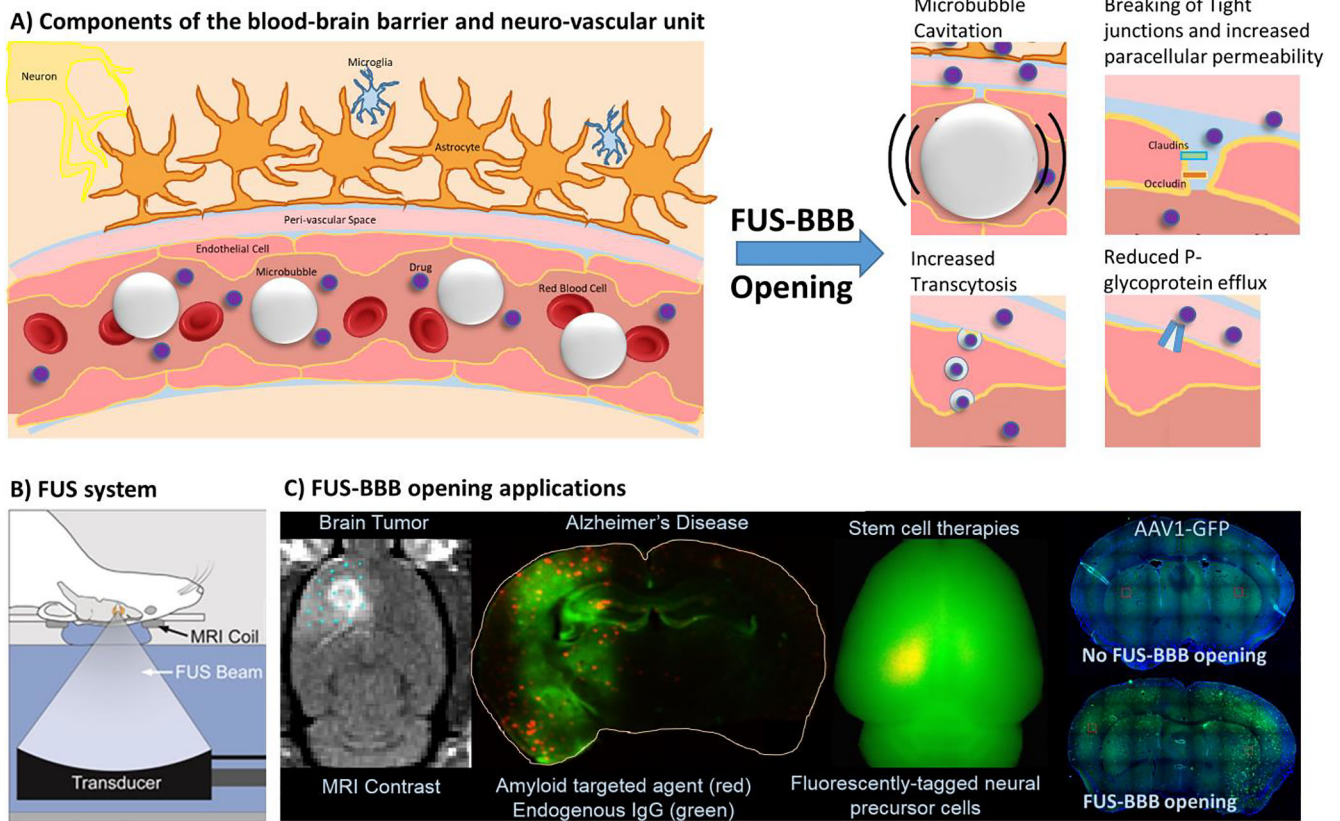 A) Components of the blood-brain barrier and neuro-vascular unit
Neuron
Microglia
Astrocyte
Peri-vascular Space
Endothelial Cell
Microbubble
Drug
Red Blood Cell
FUS-BBB
Opening
Microbubble
Cavitation
Breaking of Tight
junctions and increased
paracellular permeability
Claudins
Occludin
Increased
Transcytosis
Reduced P-
glycoprotein efflux
B) FUS system
MRI Coil
FUS Beam
Transducer
C) FUS-BBB opening applications
Brain Tumor
MRI Contrast
Alzheimer's Disease
Amyloid targeted agent (red)
Endogenous IgG (green)
Stem cell therapies
Fluorescently-tagged neural
precursor cells
AAV1-GFP
No FUS-BBB opening
FUS-BBB opening